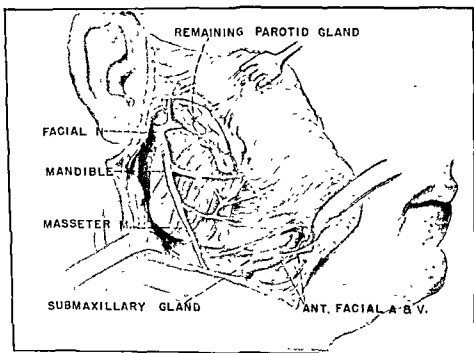 REMAINING PAROTID GLAND
FACIAL N
MANDIBLE
MASSETER M.
SUBMAXILLARY GLAND
ANT. FACIAL A & V.